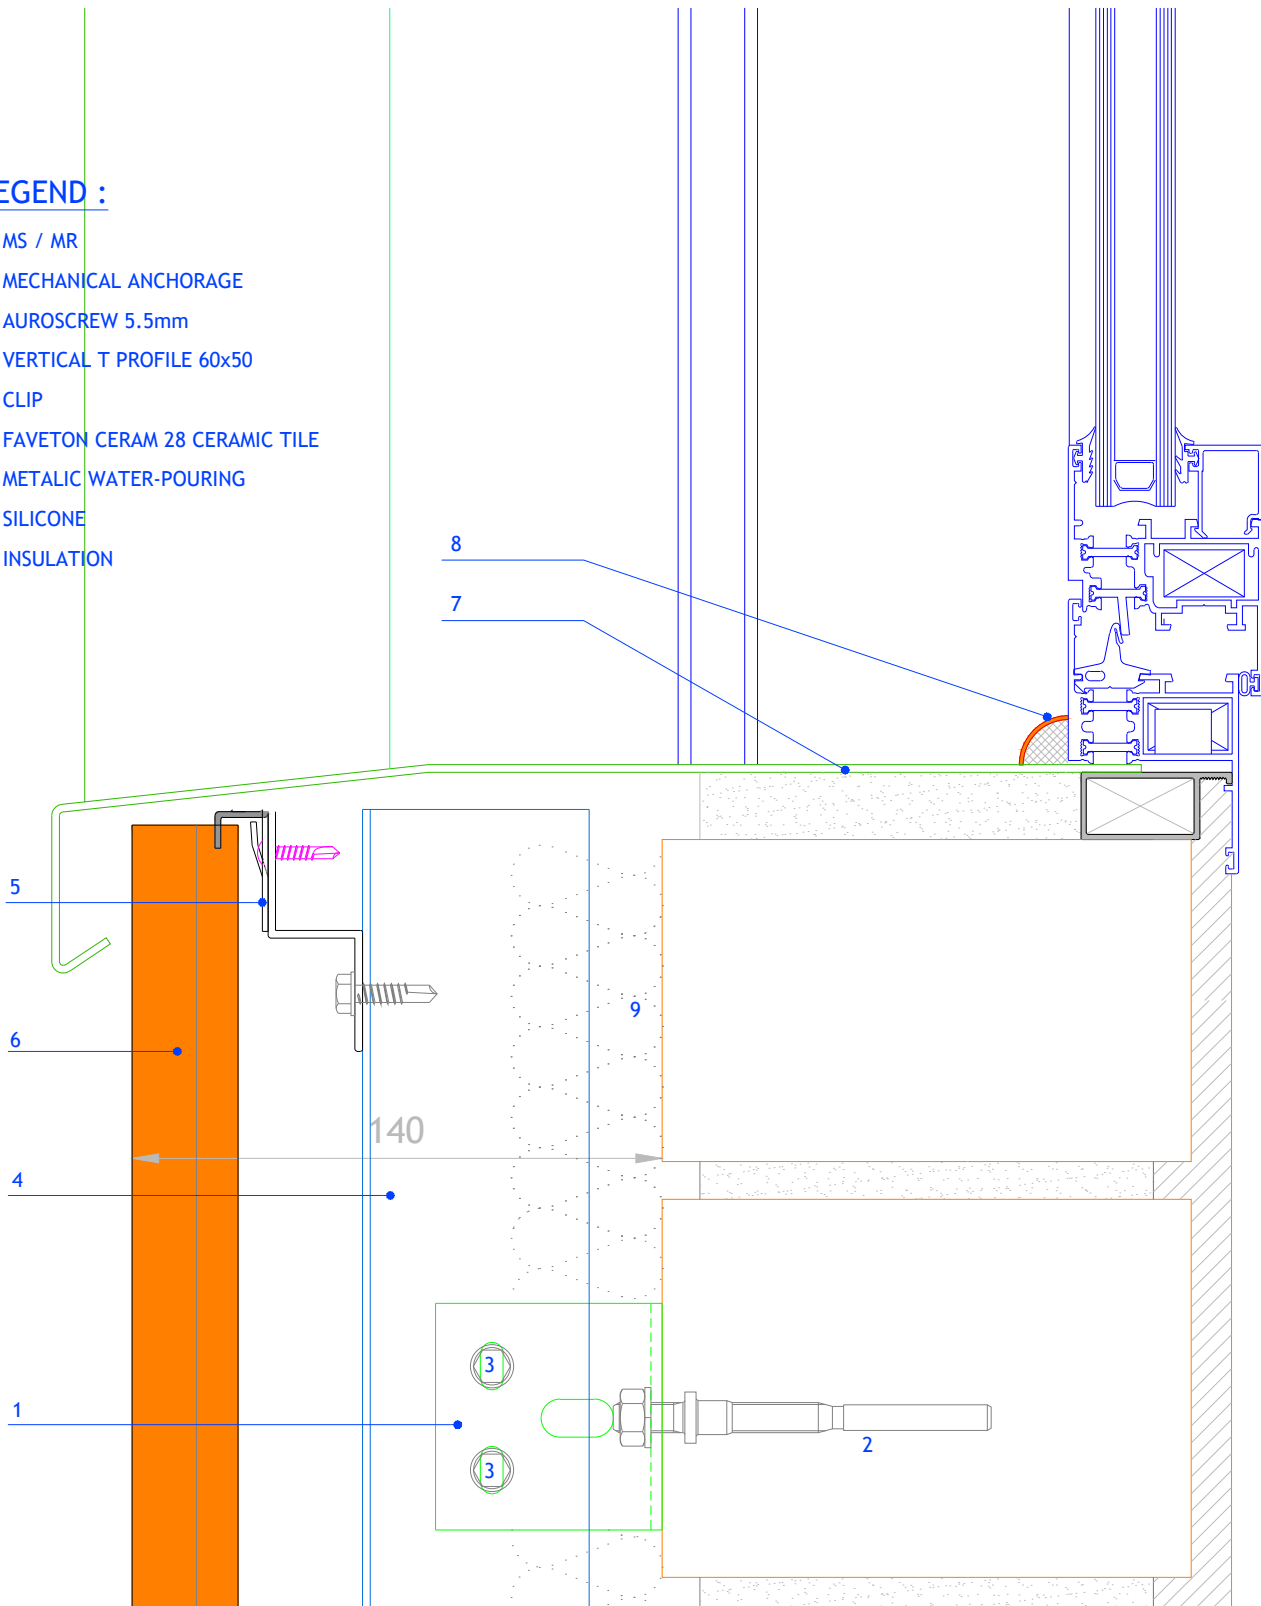 EGEND :
MS / MR
MECHANICAL ANCHORAGE
AUROSCREW 5.5mm
VERTICAL T PROFILE 60x50
CLIP
FAVETON CERAM 28 CERAMIC TILE
METALIC WATER-POURING
SILICONE
INSULATION
8
7
5
9
6
140
4
3
1
2
3